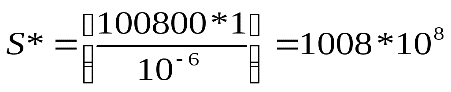 S* = ▯100800*1 / 10⁻⁶▯ = 1008*10⁸